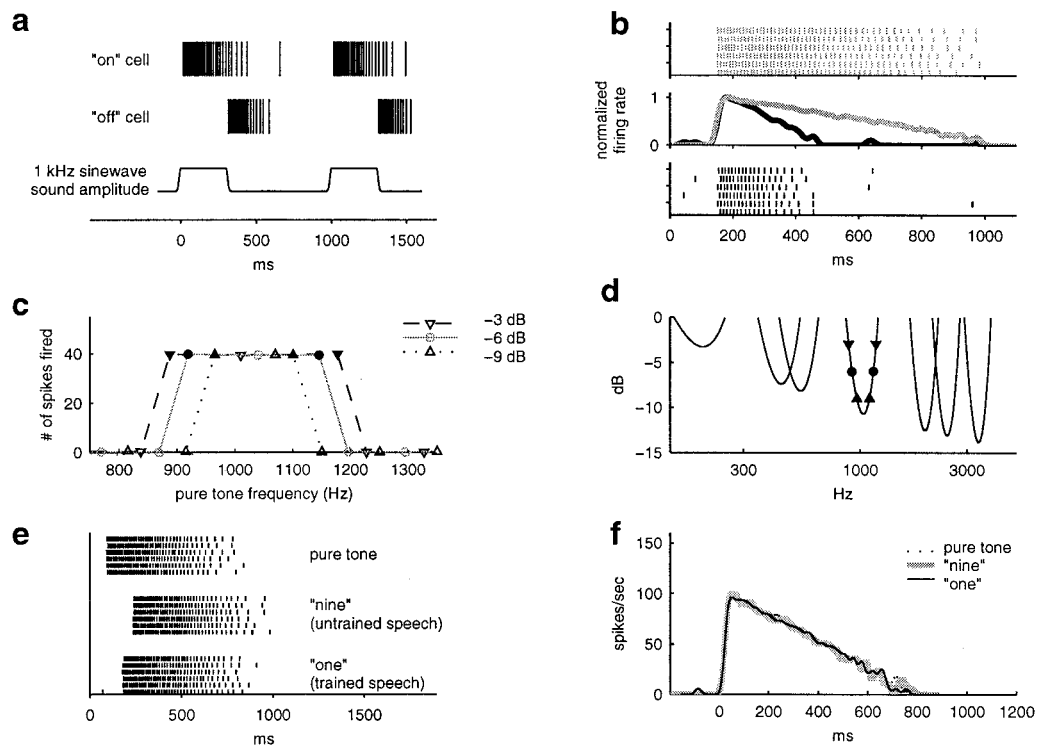 a
"on" cell
"off" cell
1 kHz sinewave
sound amplitude
0 500 1000 1500
ms
b
normalized
firing rate
1
0
0 200 400 600 800 1000
ms
c
# of spikes fired
40
20
0
800 900 1000 1100 1200 1300
pure tone frequency (Hz)
−3 dB
−6 dB
−9 dB
d
dB
0
−5
−10
−15
300 1000 3000
Hz
e
pure tone
"nine"
(untrained speech)
"one"
(trained speech)
0 500 1000 1500
ms
f
spikes/sec
150
100
50
0
pure tone
"nine"
"one"
0 200 400 600 800 1000 1200
ms